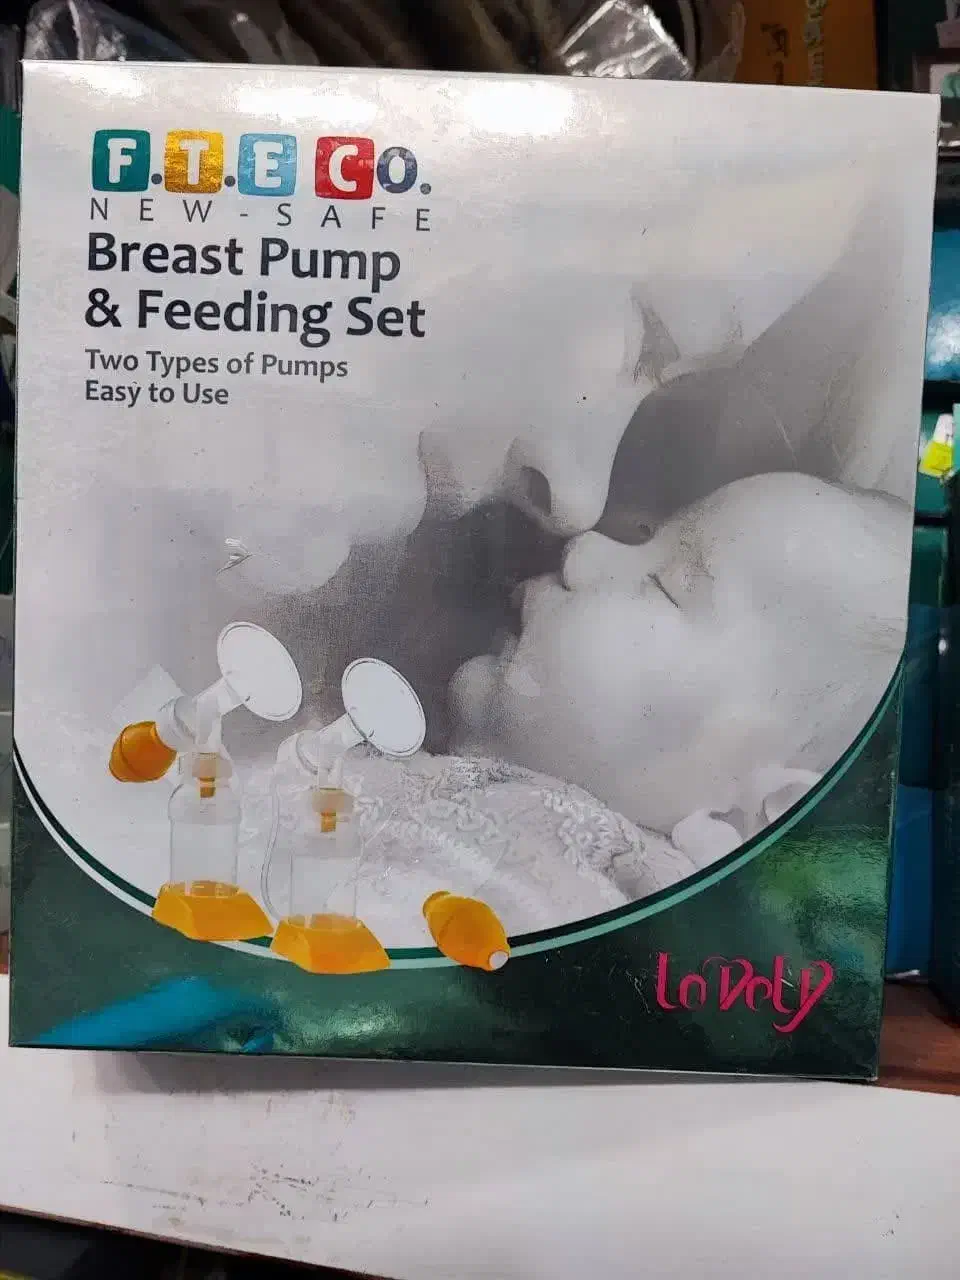 F.T.E CO.
NEW-SAFE
Breast Pump
& Feeding Set
Two Types of Pumps
Easy to Use
Lovely